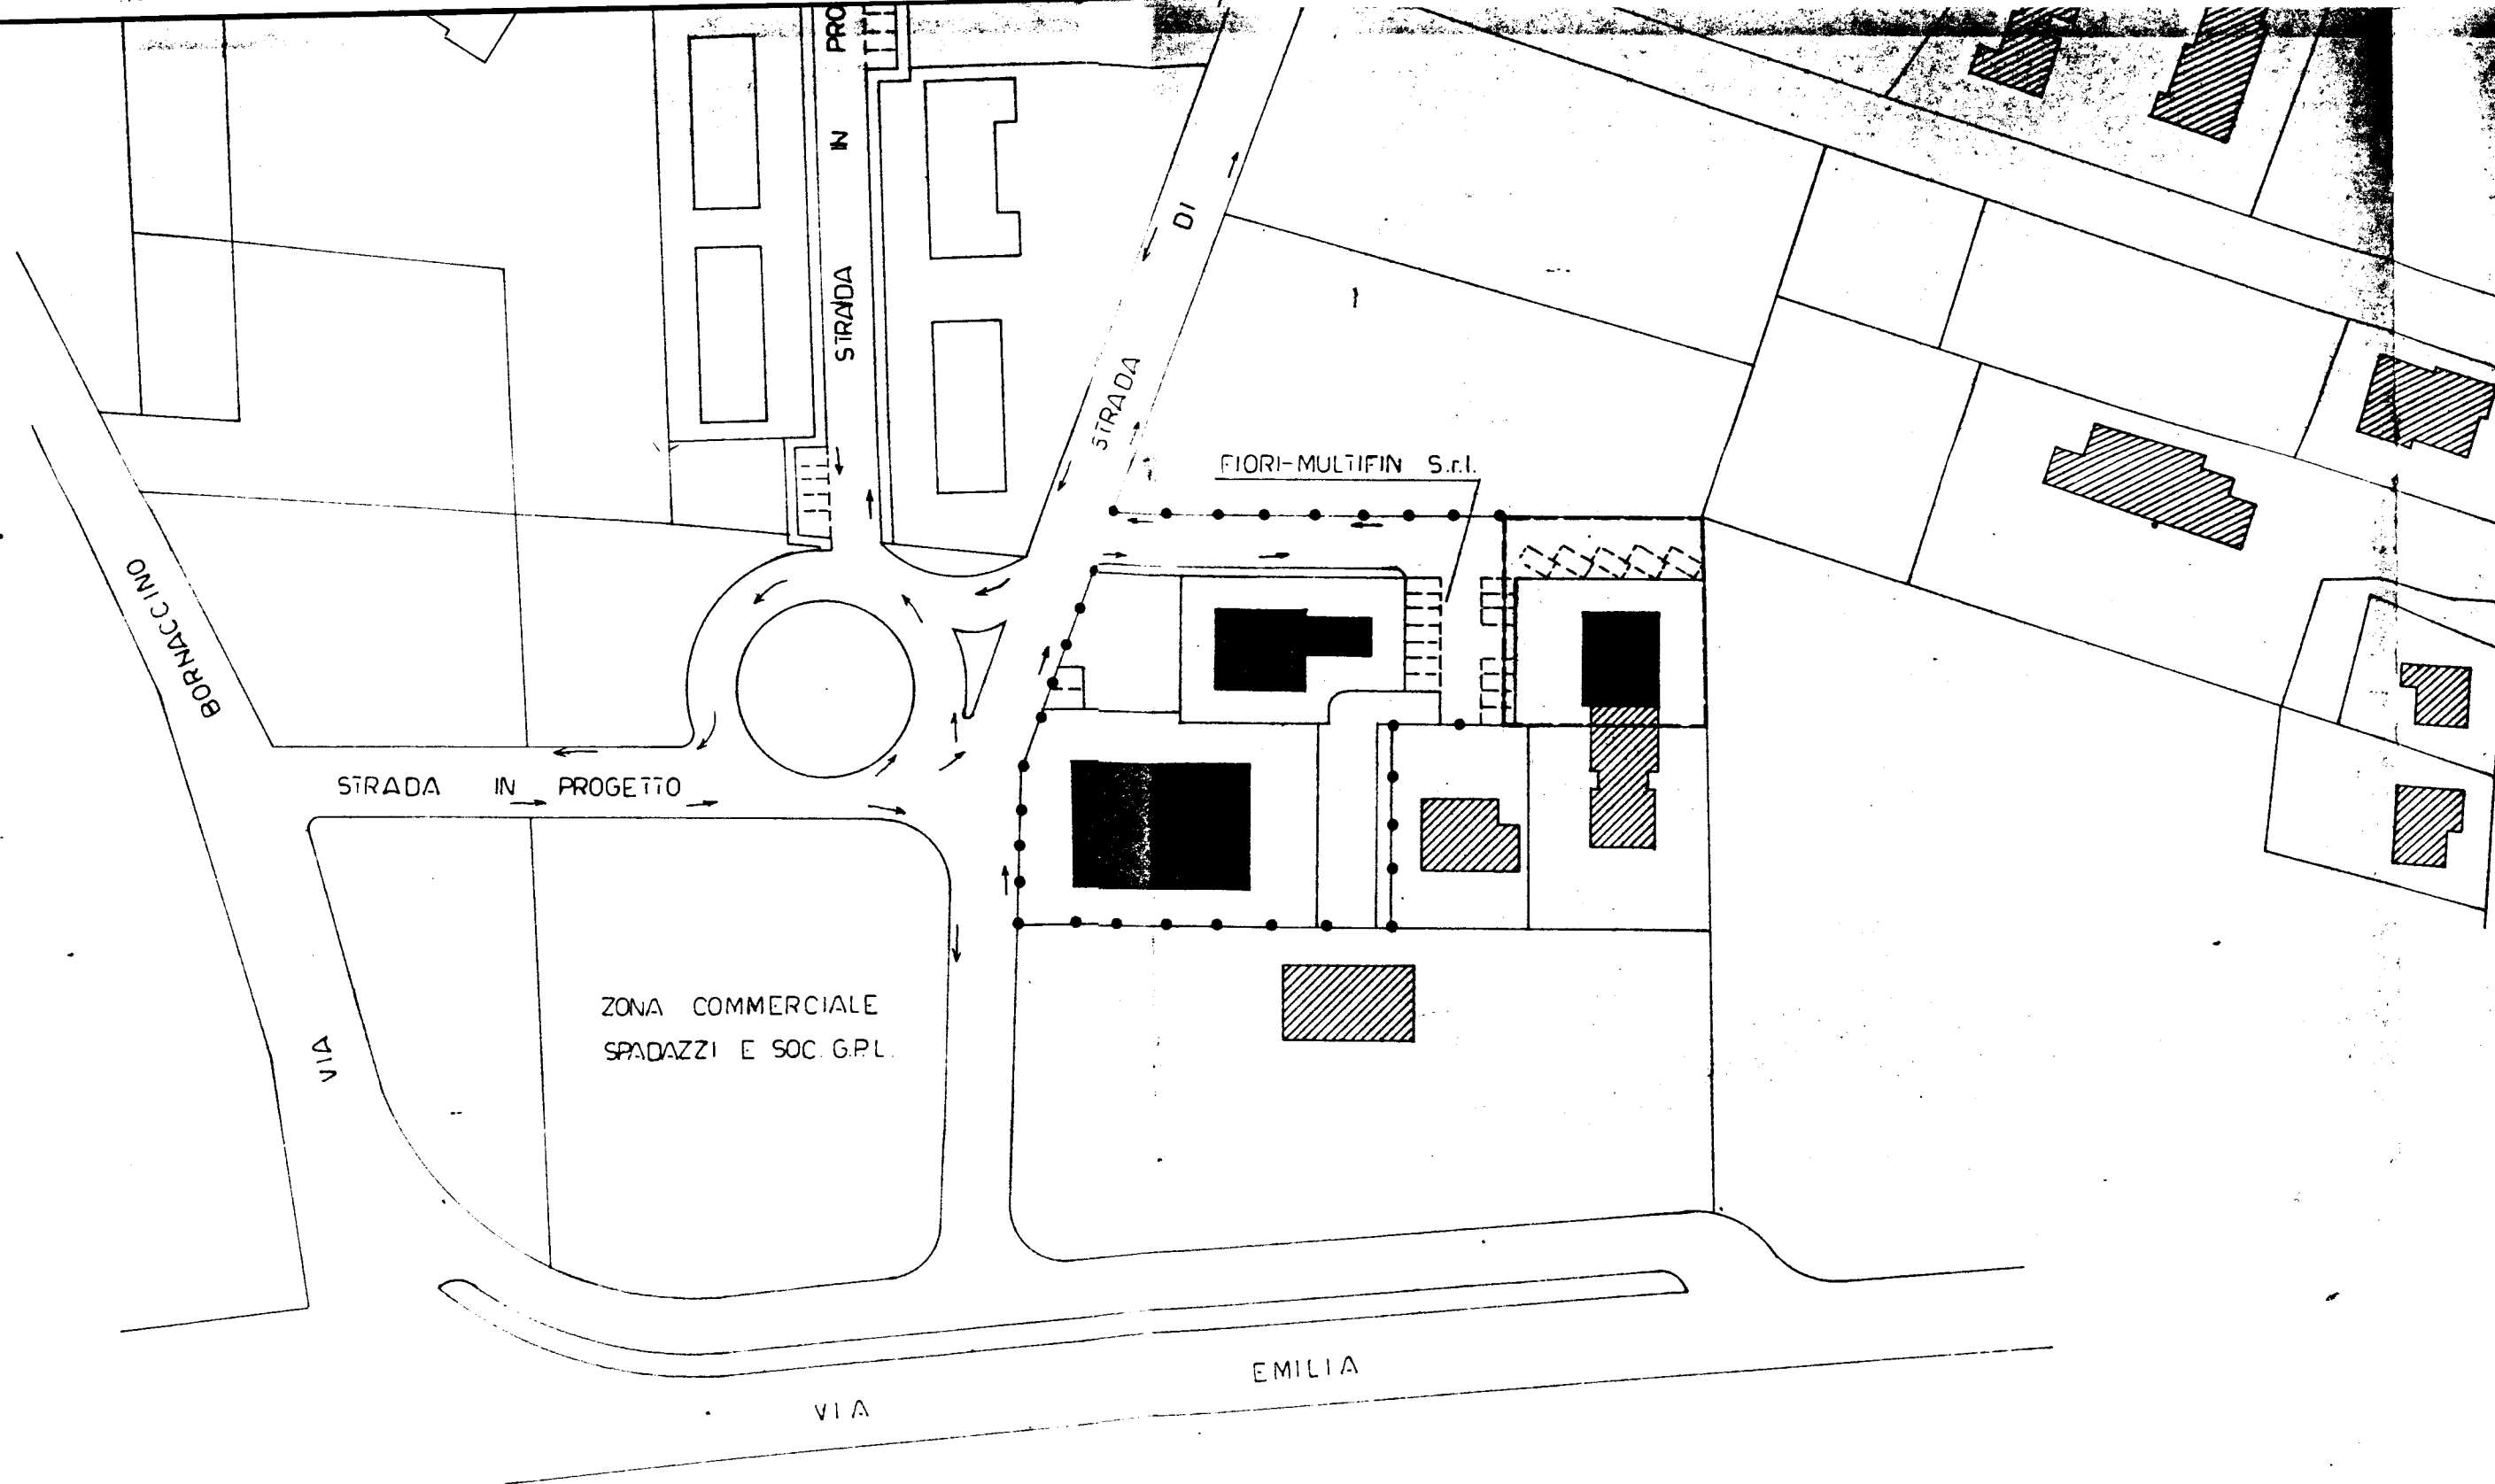 STRADA IN PRO
STRADA DI
FIORI-MULTIFIN S.r.l.
VIA BORNACCINO
STRADA IN PROGETTO
ZONA COMMERCIALE
SPADAZZI E SOC. G.P.L.
VIA EMILIA